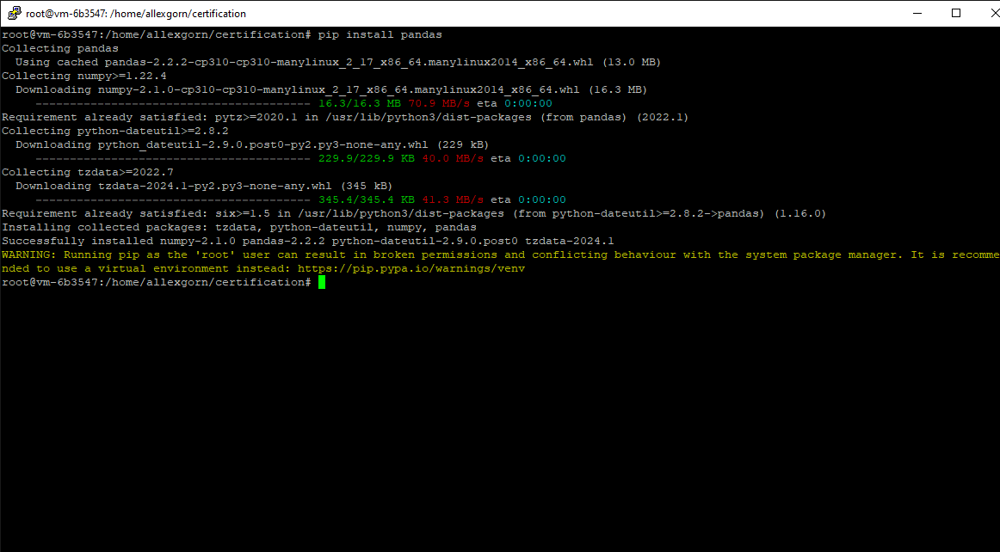 root@vm-6b3547: /home/allexgorn/certification
root@vm-6b3547:/home/allexgorn/certification# pip install pandas
Collecting pandas
  Using cached pandas-2.2.2-cp310-cp310-manylinux_2_17_x86_64.manylinux2014_x86_64.whl (13.0 MB)
Collecting numpy>=1.22.4
  Downloading numpy-2.1.0-cp310-cp310-manylinux_2_17_x86_64.manylinux2014_x86_64.whl (16.3 MB)
     ---------------------------------------- 16.3/16.3 MB 70.9 MB/s eta 0:00:00
Requirement already satisfied: pytz>=2020.1 in /usr/lib/python3/dist-packages (from pandas) (2022.1)
Collecting python-dateutil>=2.8.2
  Downloading python_dateutil-2.9.0.post0-py2.py3-none-any.whl (229 kB)
     ---------------------------------------- 229.9/229.9 KB 40.0 MB/s eta 0:00:00
Collecting tzdata>=2022.7
  Downloading tzdata-2024.1-py2.py3-none-any.whl (345 kB)
     ---------------------------------------- 345.4/345.4 KB 41.3 MB/s eta 0:00:00
Requirement already satisfied: six>=1.5 in /usr/lib/python3/dist-packages (from python-dateutil>=2.8.2->pandas) (1.16.0)
Installing collected packages: tzdata, python-dateutil, numpy, pandas
Successfully installed numpy-2.1.0 pandas-2.2.2 python-dateutil-2.9.0.post0 tzdata-2024.1
WARNING: Running pip as the 'root' user can result in broken permissions and conflicting behaviour with the system package manager. It is recomme
nded to use a virtual environment instead: https://pip.pypa.io/warnings/venv
root@vm-6b3547:/home/allexgorn/certification#